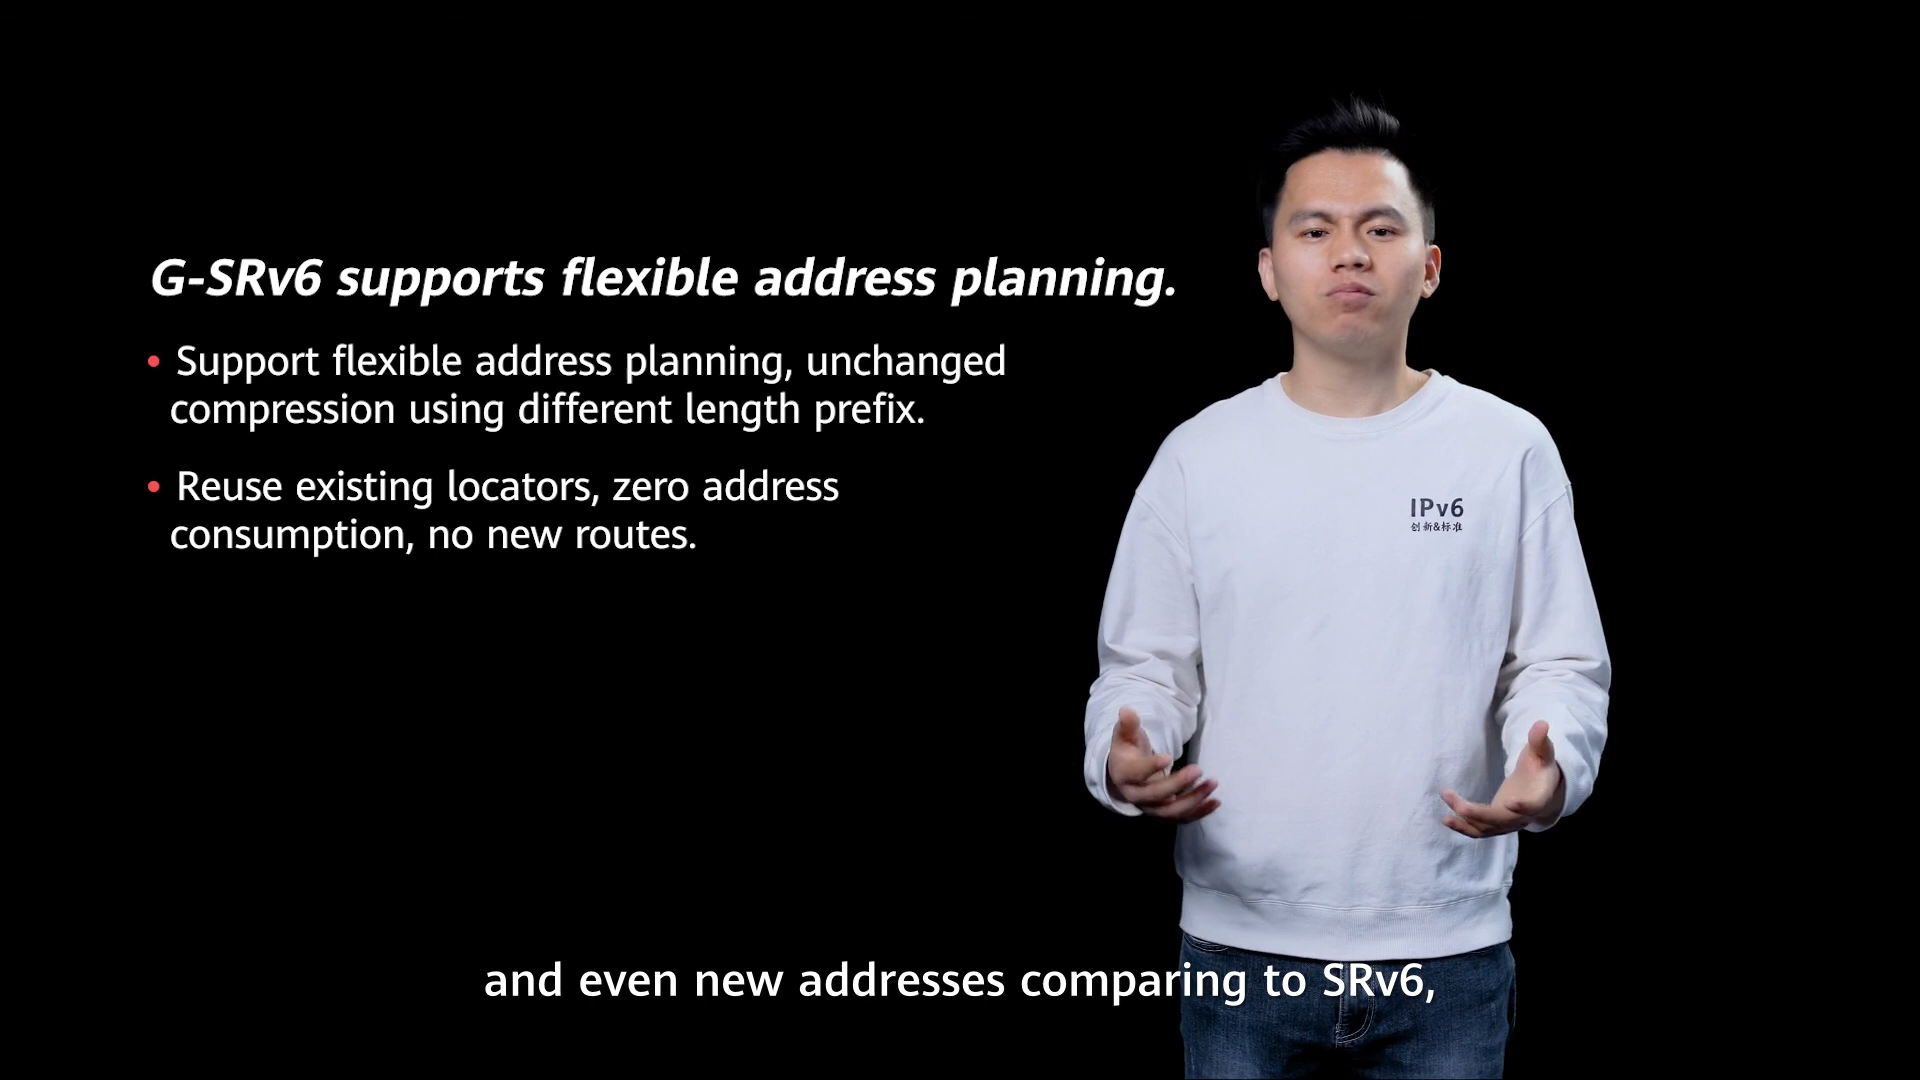 G-SRv6 supports flexible address planning.
• Support flexible address planning, unchanged
compression using different length prefix.
• Reuse existing locators, zero address
consumption, no new routes.
IPv6
创新&标准
and even new addresses comparing to SRv6,